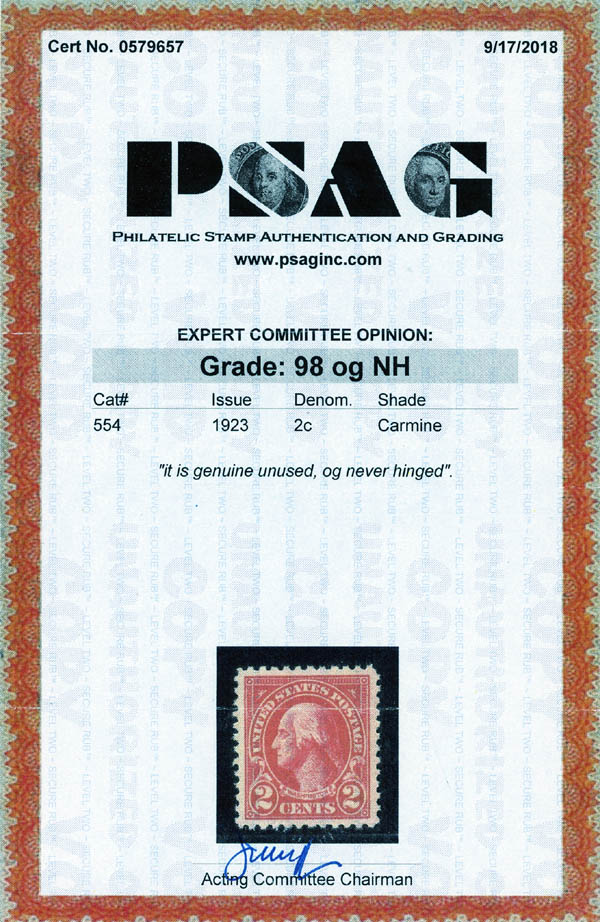 Cert No. 0579657 9/17/2018
PSAG
PHILATELIC STAMP AUTHENTICATION AND GRADING
www.psaginc.com
EXPERT COMMiTTEE OPINION:
Grade: 98 og NH
Cat# Issue Denom. Shade
554 1923 2c Carmine
"it is genuine unused, og never hinged".
UNITED STATES POSTAGE
WASHINGTON
2 CENTS 2
Acting Committee Chairman